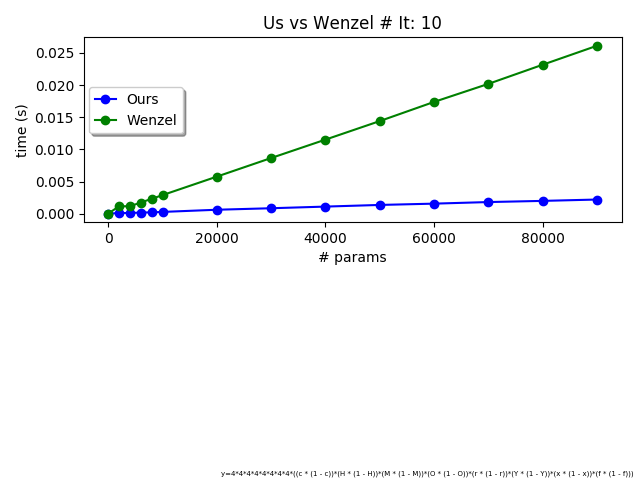 Us vs Wenzel # It: 10
0.025
0.020
0.015
0.010
0.005
0.000
time (s)
Ours
Wenzel
0
20000
40000
60000
80000
# params
y=4*4*4*4*4*4*4*4*((c * (1 - c))*(H * (1 - H))*(M * (1 - M))*(O * (1 - O))*(r * (1 - r))*(Y * (1 - Y))*(x * (1 - x))*(f * (1 - f)))